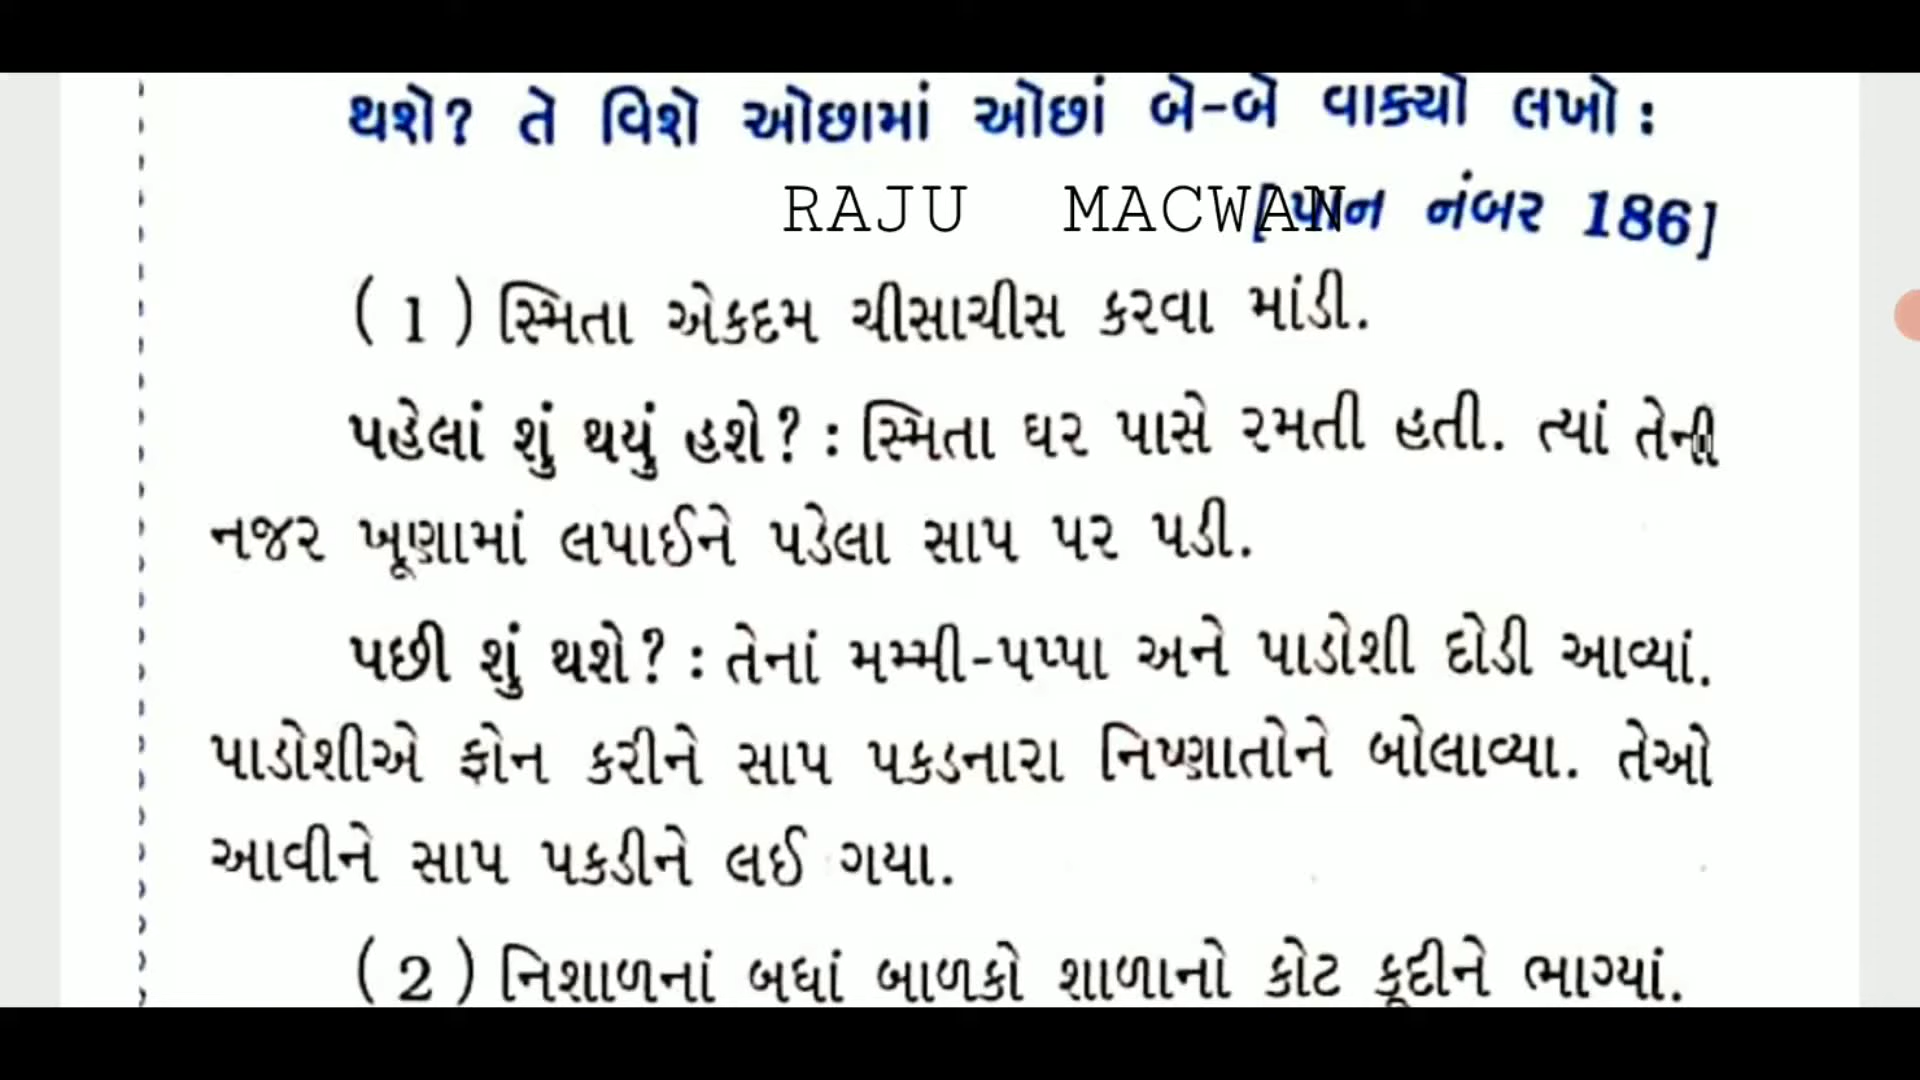 થશે? તે વિશે ઓછામાં ઓછાં બે-બે વાક્યો લખો :
RAJU MACWAN [પાન નંબર 186]
( 1 ) સ્મિતા એકદમ ચીસાચીસ કરવા માંડી.
પહેલાં શું થયું હશે? : સ્મિતા ઘર પાસે રમતી હતી. ત્યાં તેની
નજર ખૂણામાં લપાઈને પડેલા સાપ પર પડી.
પછી શું થશે? : તેનાં મમ્મી-પપ્પા અને પાડોશી દોડી આવ્યાં.
પાડોશીએ ફોન કરીને સાપ પકડનારા નિષ્ણાતોને બોલાવ્યા. તેઓ
આવીને સાપ પકડીને લઈ ગયા.
( 2 ) નિશાળનાં બધાં બાળકો શાળાનો કોટ કૂદીને ભાગ્યાં.